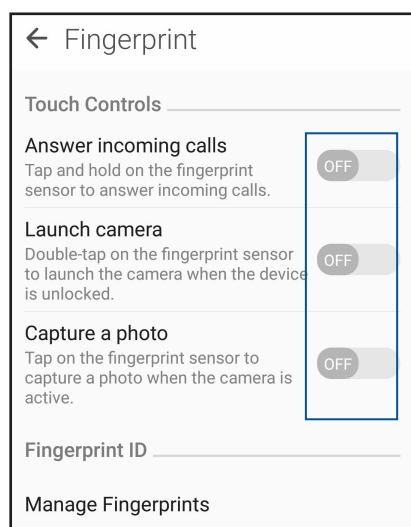 Fingerprint
Touch Controls
Answer incoming calls
Tap and hold on the fingerprint
sensor to answer incoming calls.
OFF
Launch camera
Double-tap on the fingerprint sensor
to launch the camera when the device
is unlocked.
OFF
Capture a photo
Tap on the fingerprint sensor to
capture a photo when the camera is
active.
OFF
Fingerprint ID
Manage Fingerprints